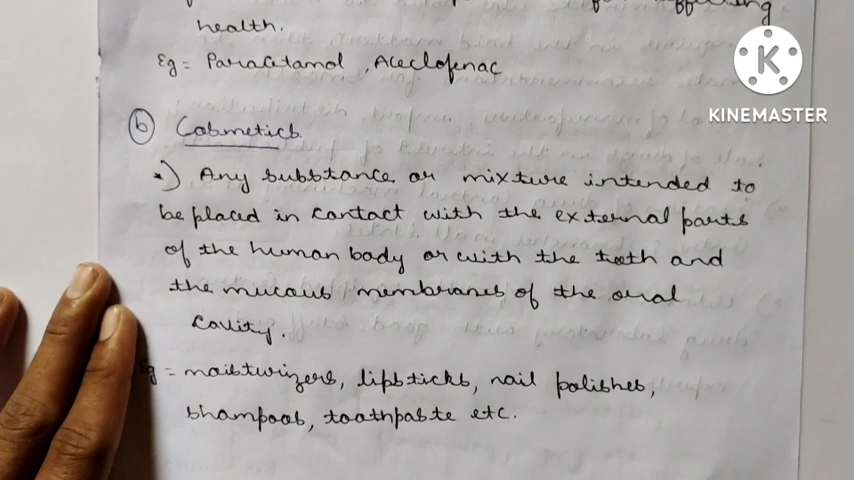 health.
Eg = Paracetamol, Aceclofenac
KINEMASTER
(b) Cosmetics
*) Any substance or mixture intended to
be placed in contact with the external parts
of the human body or with the teeth and
the mucous membranes of the oral
cavity.
Eg = moisturizers, lipsticks, nail polishes,
shampoos, toothpaste etc.